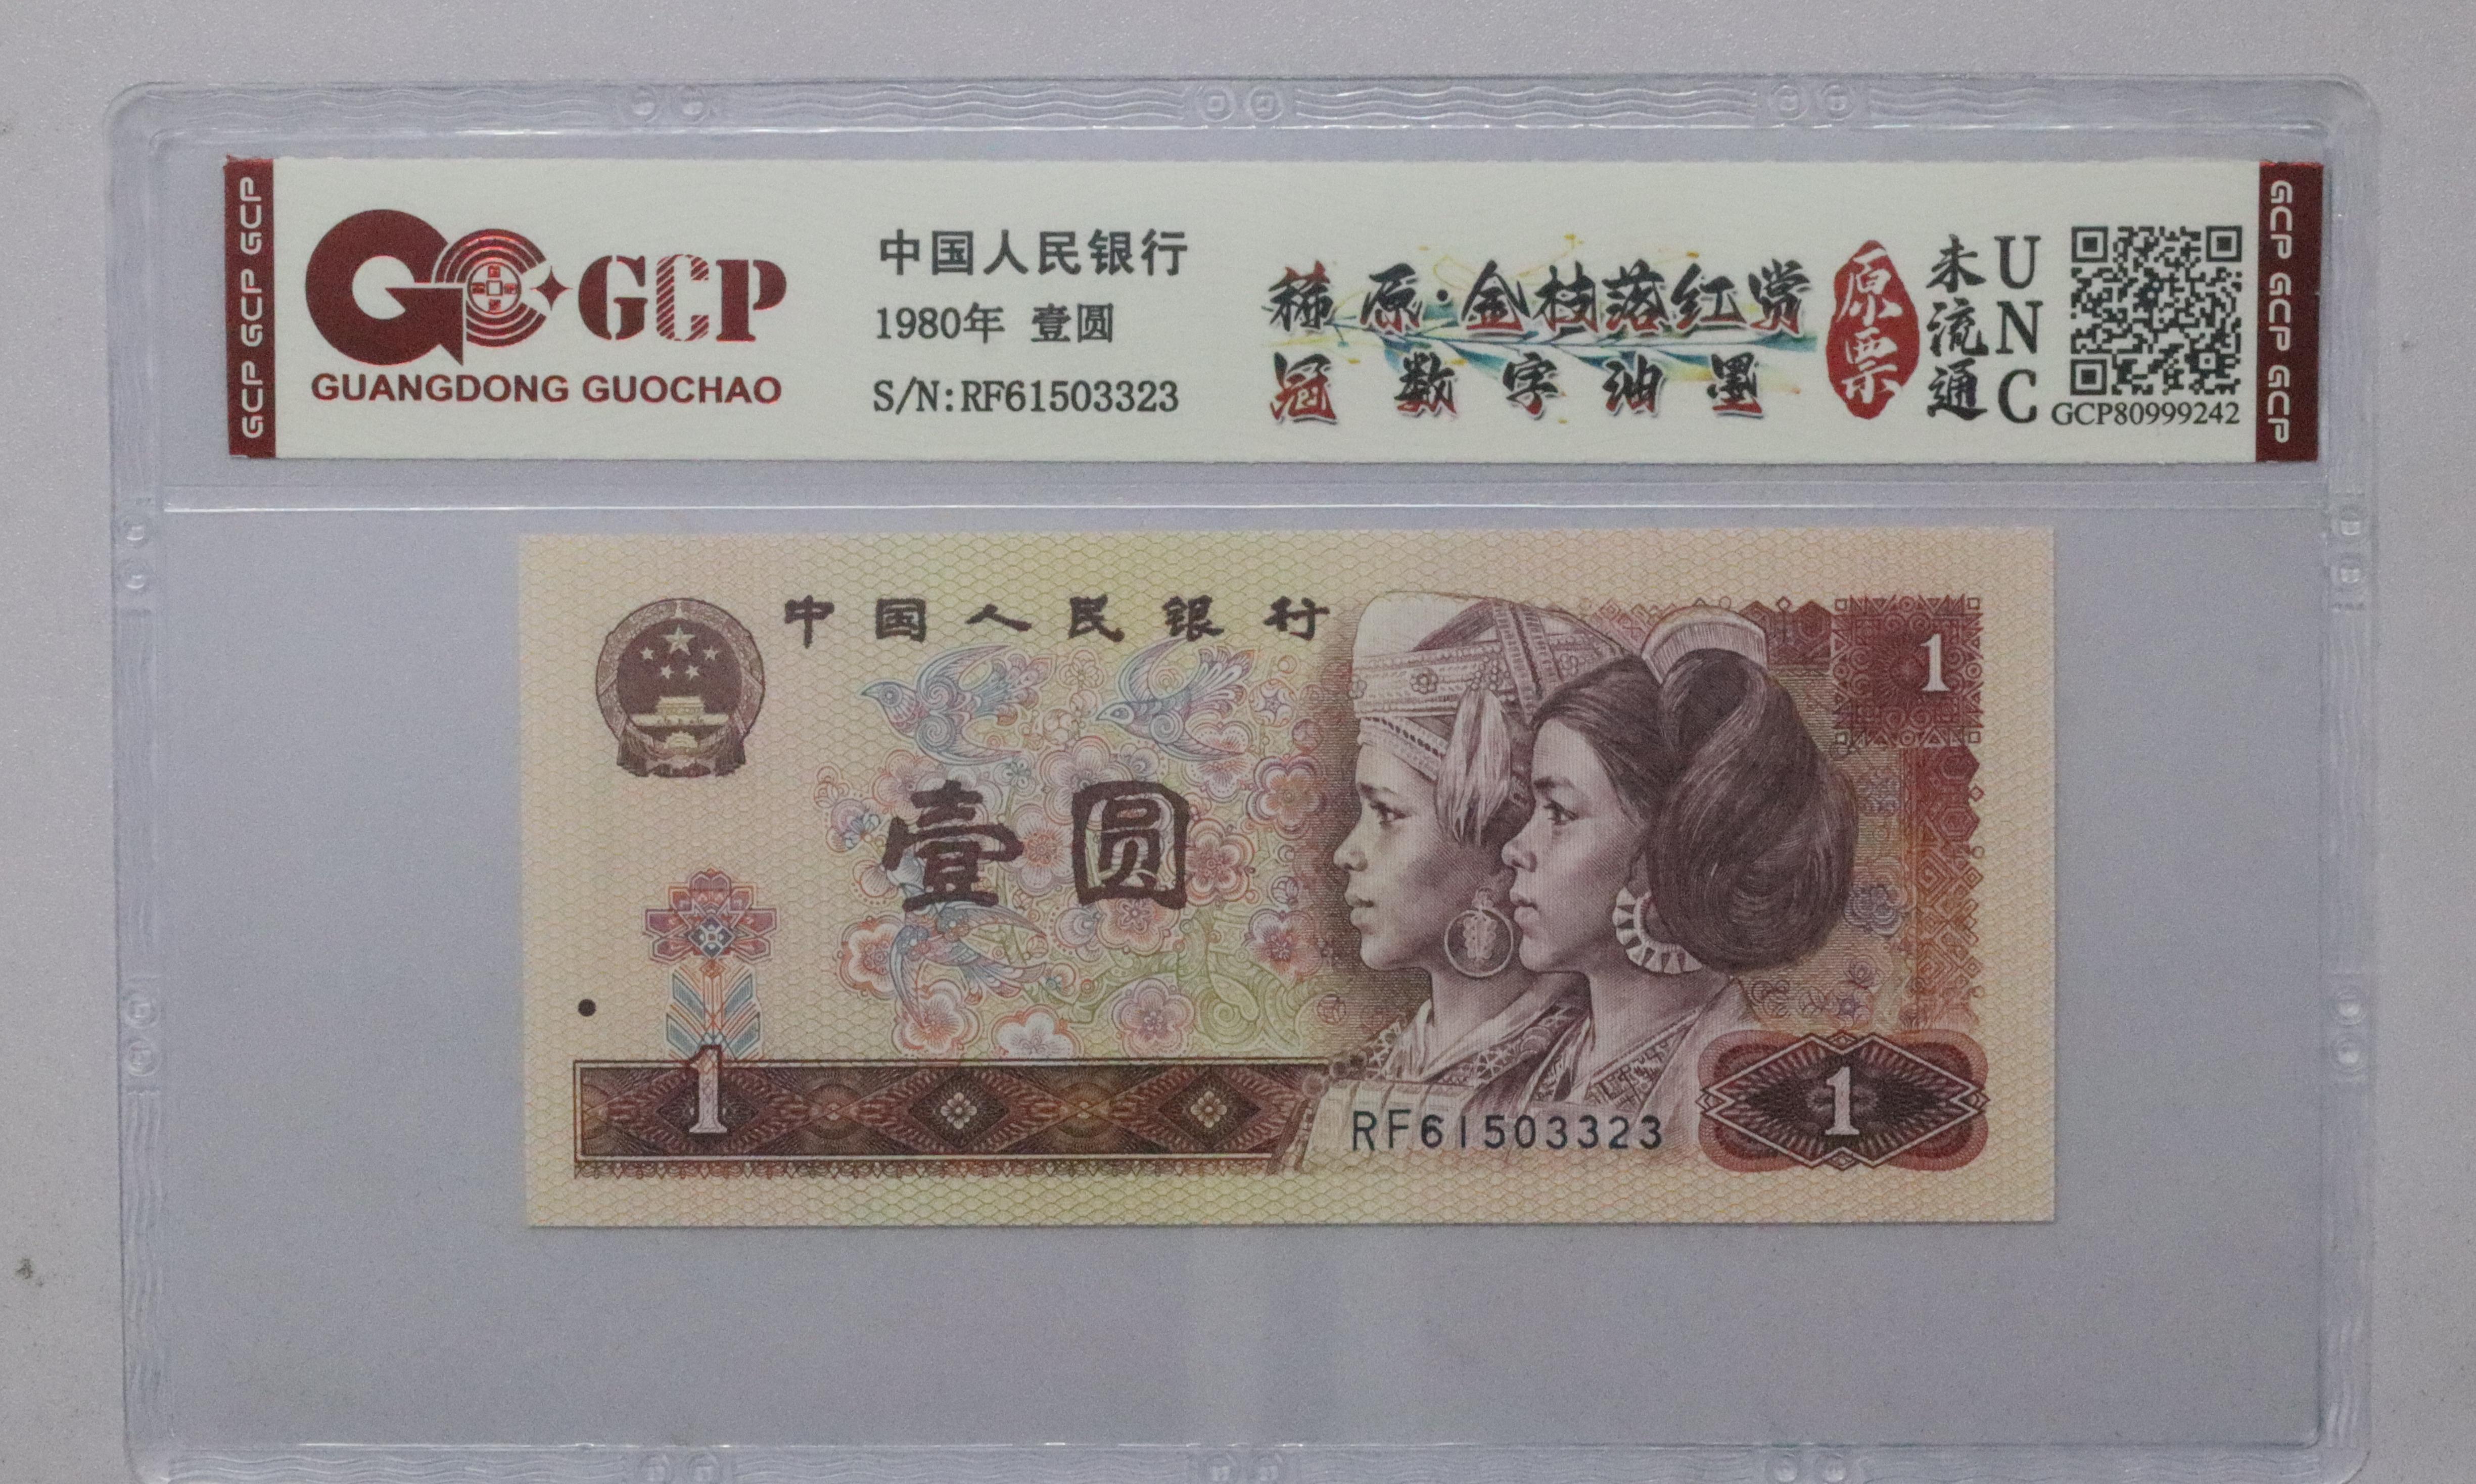 GCP GCP GCP
GCP
GUANGDONG GUOCHAO
中国人民银行
1980年 壹圆
S/N:RF61503323
稀原·金枝落红赏
冠数字油墨
原票
未流通
UNC
GCP80999242
GCP GCP GCP
中国人民银行
1
壹圆
1
1
RF61503323